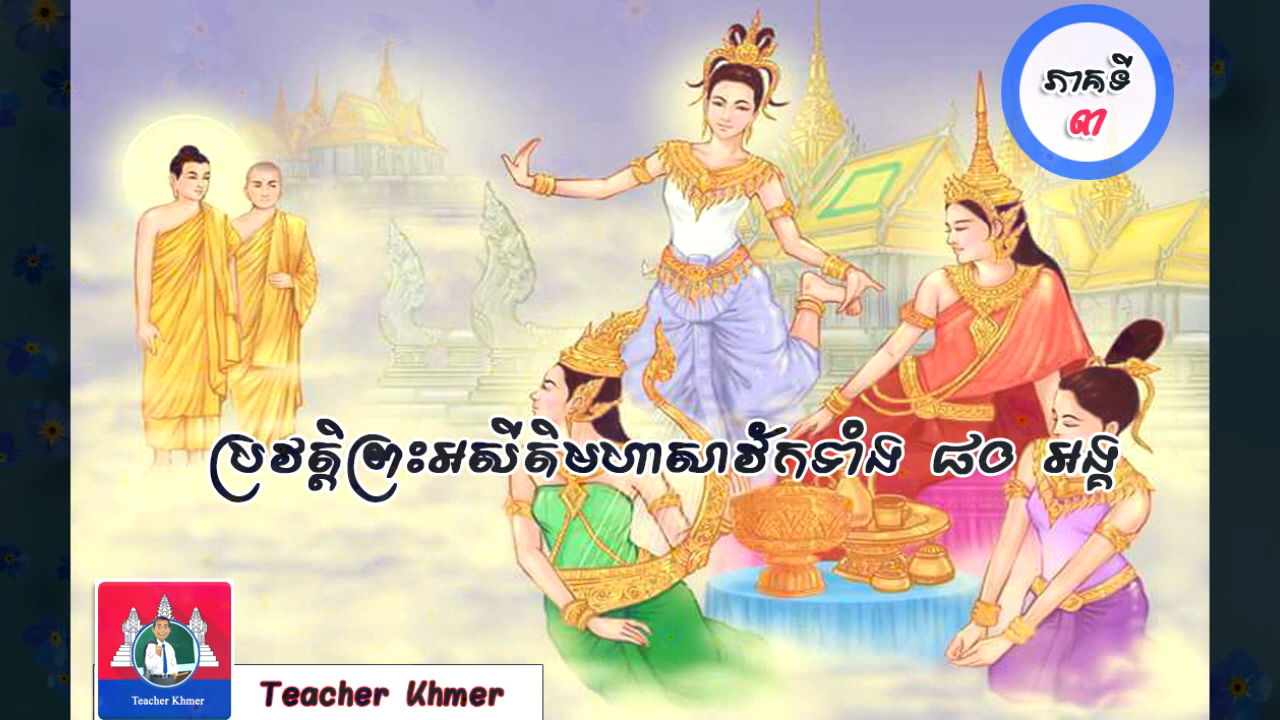 ភាគទី
៣
ប្រវត្តិព្រះអសីតិមហាសាវ័កទាំង ៨០ អង្គ
Teacher Khmer
Teacher Khmer